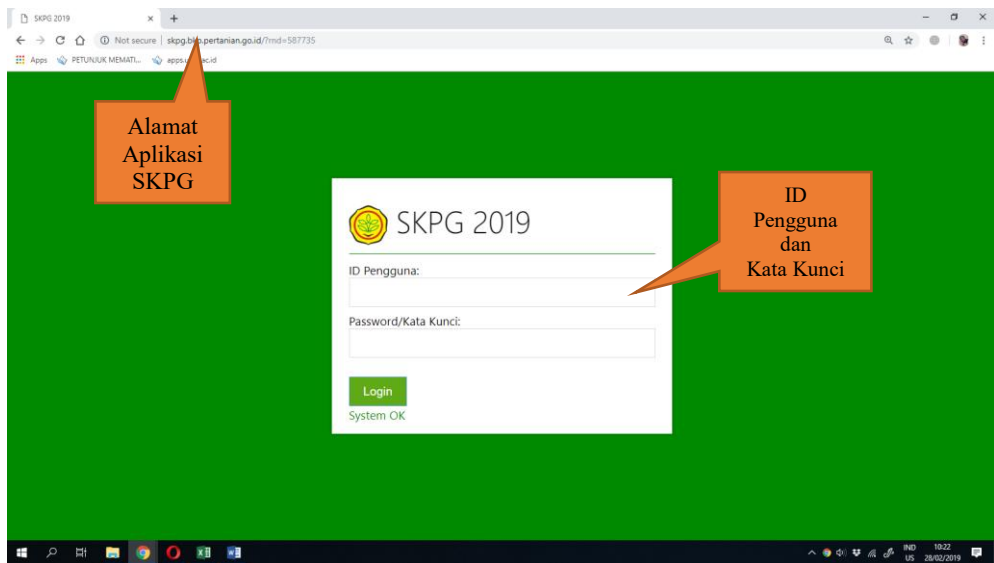 SKPG 2019
Not secure | skpg.bkp.pertanian.go.id/?rnd=587735
Apps PETUNJUK MEMATI...
Alamat
Aplikasi
SKPG
SKPG 2019
ID Pengguna:
Password/Kata Kunci:
Login
System OK
ID
Pengguna
dan
Kata Kunci
IND 10:22
US 28/02/2019